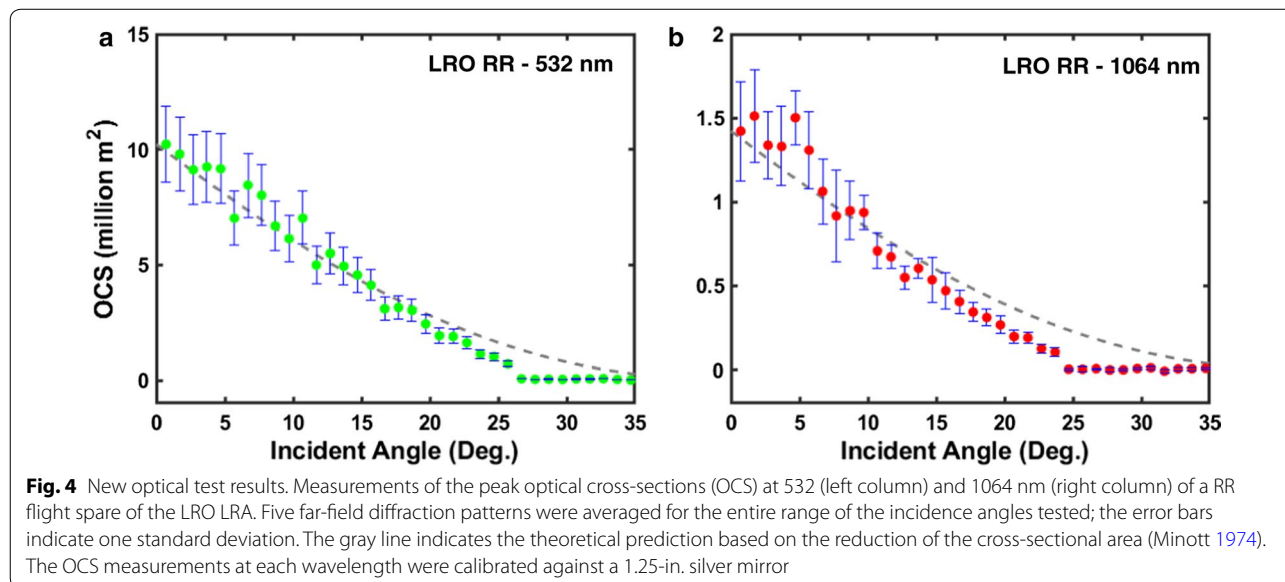 a
LRO RR - 532 nm
OCS (million m²)
15
10
5
0
0 5 10 15 20 25 30 35
Incident Angle (Deg.)
b
LRO RR - 1064 nm
2
1.5
1
0.5
0
0 5 10 15 20 25 30 35
Incident Angle (Deg.)
Fig. 4 New optical test results. Measurements of the peak optical cross-sections (OCS) at 532 (left column) and 1064 nm (right column) of a RR
flight spare of the LRO LRA. Five far-field diffraction patterns were averaged for the entire range of the incidence angles tested; the error bars
indicate one standard deviation. The gray line indicates the theoretical prediction based on the reduction of the cross-sectional area (Minott 1974).
The OCS measurements at each wavelength were calibrated against a 1.25-in. silver mirror